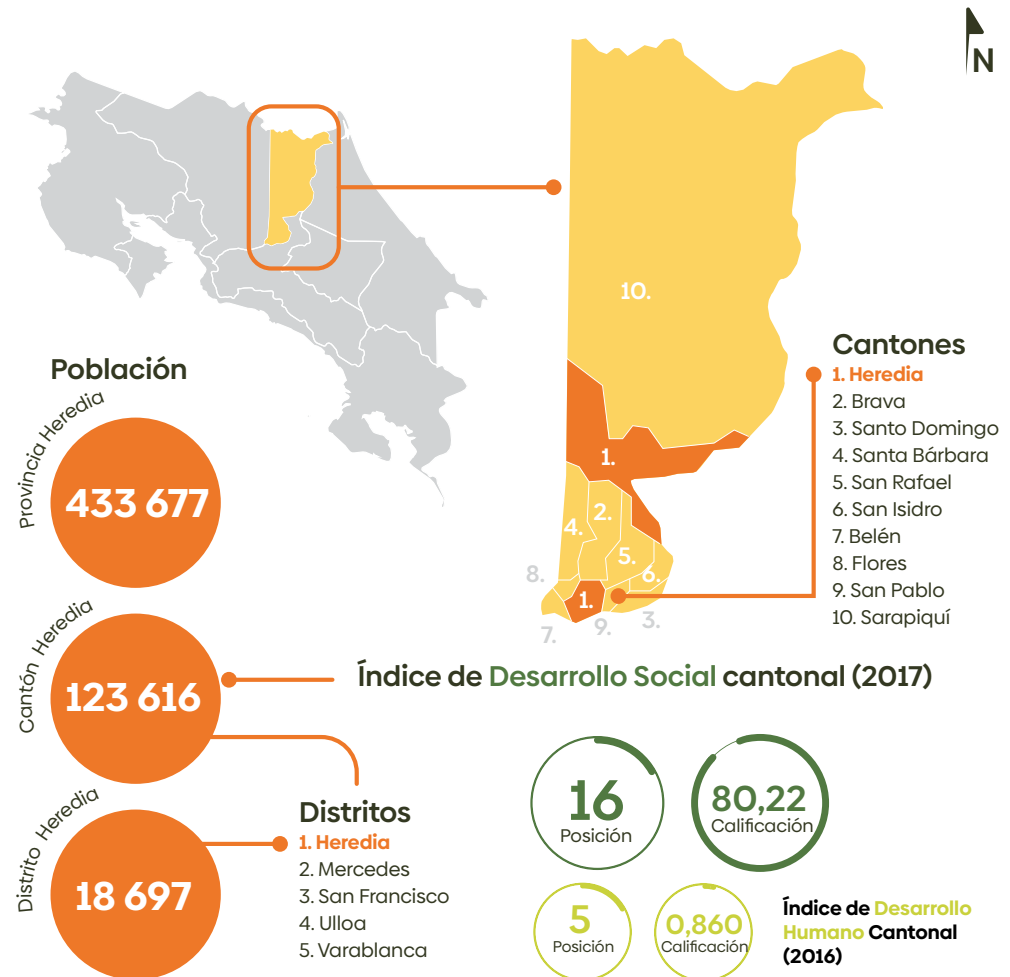 N
10.
1.
2.
4.
5.
6.
8.
1.
7.
9.
3.
Cantones
1. Heredia
2. Brava
3. Santo Domingo
4. Santa Bárbara
5. San Rafael
6. San Isidro
7. Belén
8. Flores
9. San Pablo
10. Sarapiquí
Población
Provincia Heredia
433 677
Cantón Heredia
123 616
Distrito Heredia
18 697
Distritos
1. Heredia
2. Mercedes
3. San Francisco
4. Ulloa
5. Varablanca
Índice de Desarrollo Social cantonal (2017)
16
Posición
80,22
Calificación
5
Posición
0,860
Calificación
Índice de Desarrollo
Humano Cantonal
(2016)